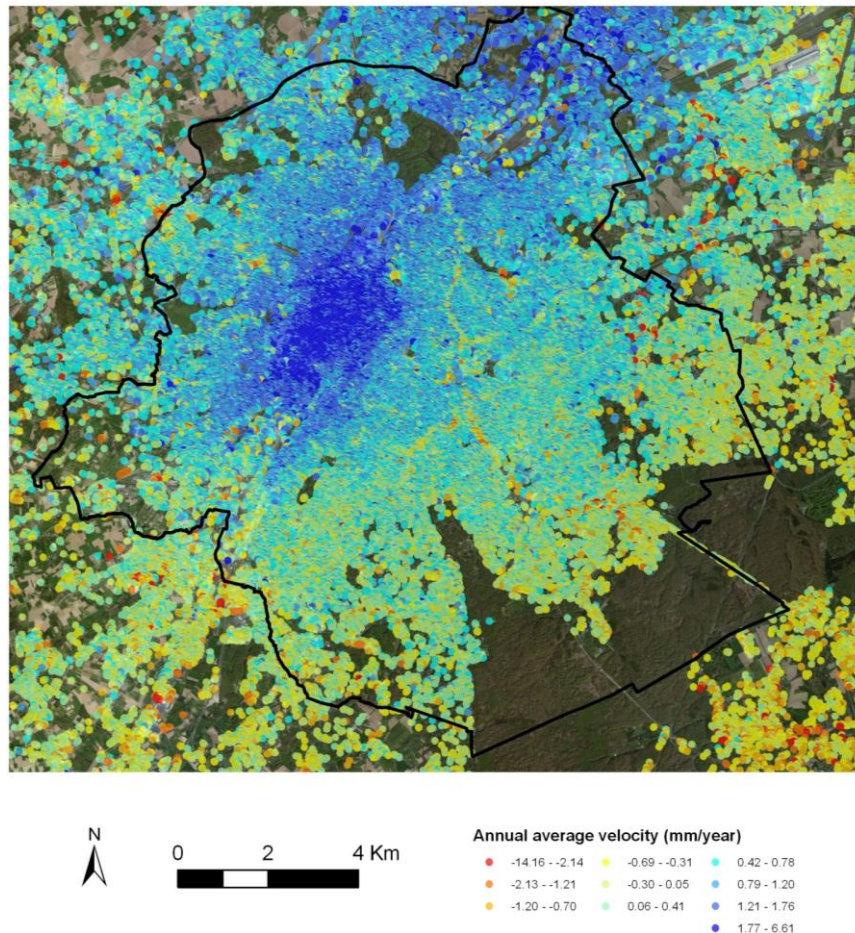 N
0 2 4 Km
Annual average velocity (mm/year)
-14.16 - -2.14 -0.69 - -0.31 0.42 - 0.78
-2.13 - -1.21 -0.30 - 0.05 0.79 - 1.20
-1.20 - -0.70 0.06 - 0.41 1.21 - 1.76
1.77 - 6.61